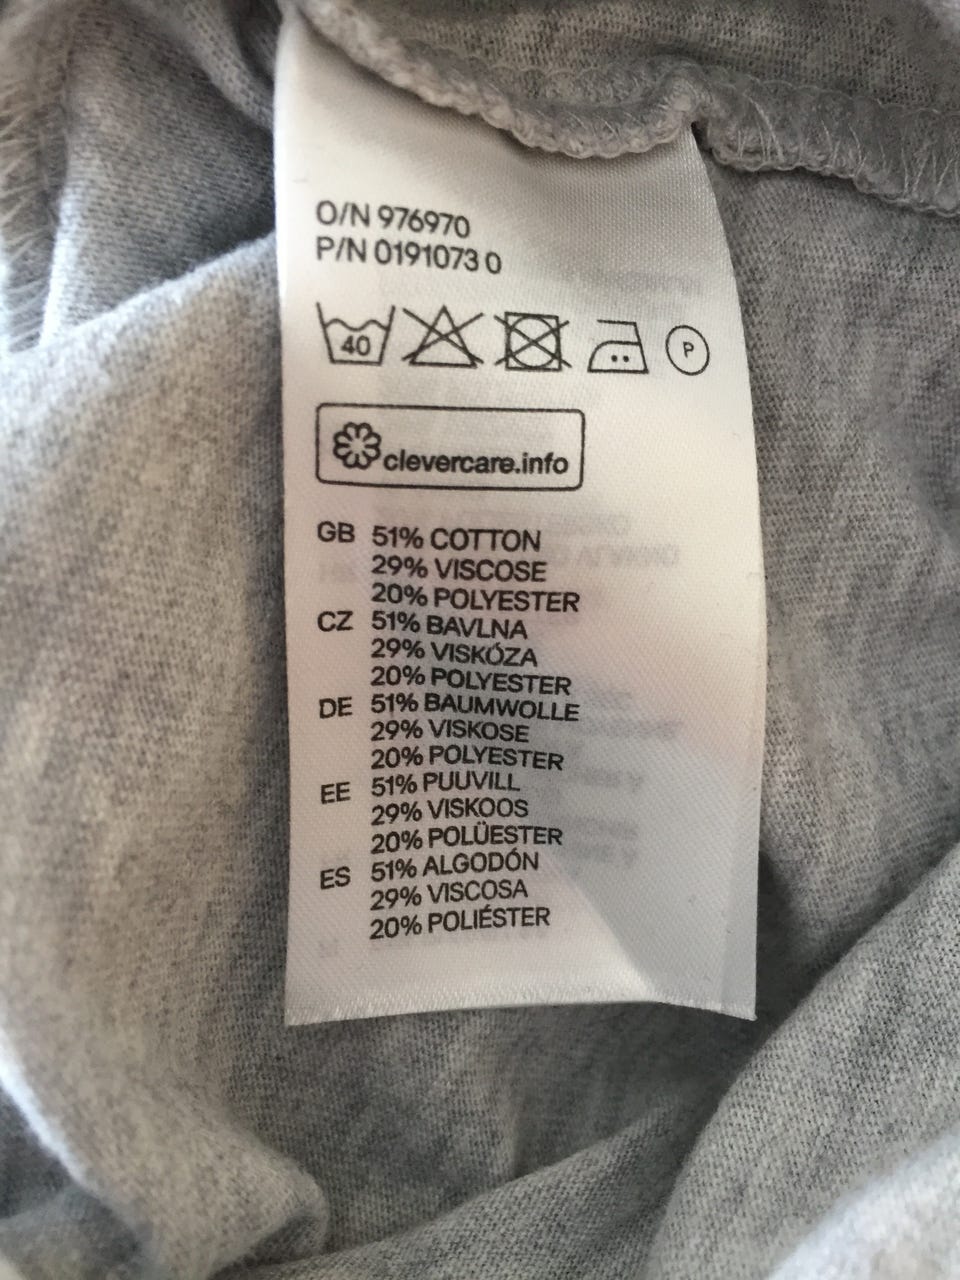 O/N 976970
P/N 0191073 0
40 P
clevercare.info
GB 51% COTTON
29% VISCOSE
20% POLYESTER
CZ 51% BAVLNA
29% VISKÓZA
20% POLYESTER
DE 51% BAUMWOLLE
29% VISKOSE
20% POLYESTER
EE 51% PUUVILL
29% VISKOOS
20% POLÜESTER
ES 51% ALGODÓN
29% VISCOSA
20% POLIÉSTER